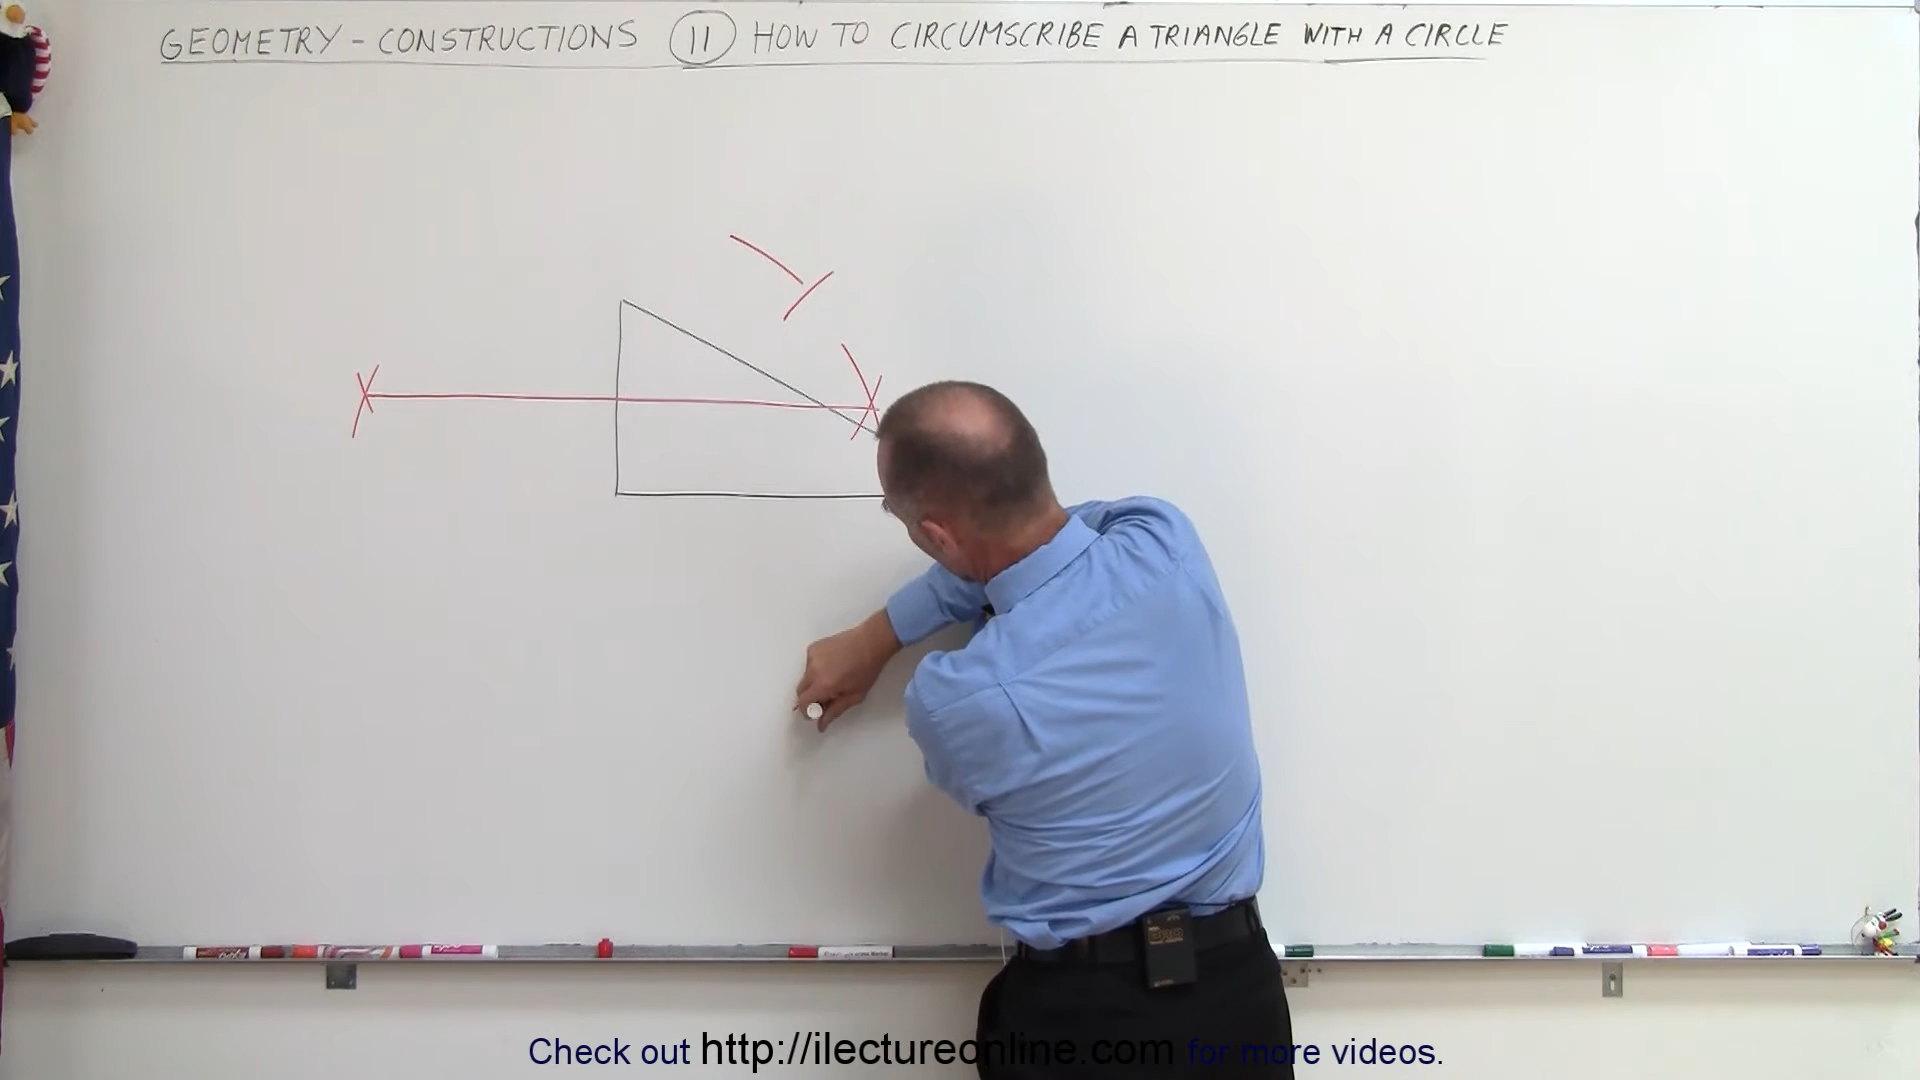 GEOMETRY - CONSTRUCTIONS 11 HOW TO CIRCUMSCRIBE A TRIANGLE WITH A CIRCLE
Check out http://ilectureonline.com for more videos.